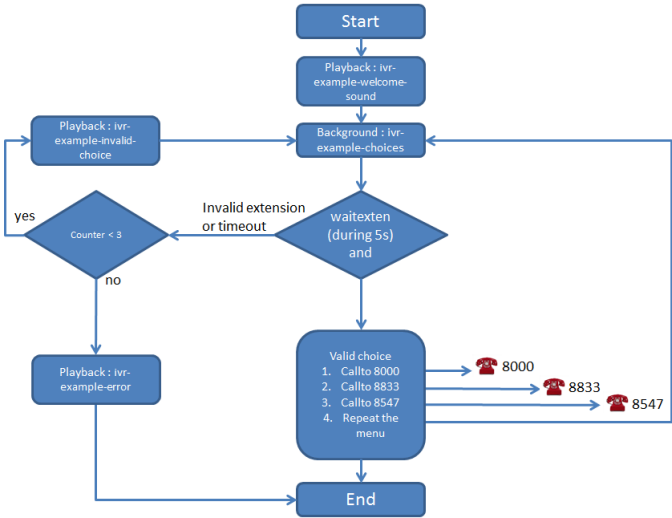 Start
Playback : ivr-
example-welcome-
sound
Playback : ivr-
example-invalid-
choice
Background : ivr-
example-choices
yes
Counter < 3
Invalid extension
or timeout
waitexten
(during 5s)
and
no
Playback : ivr-
example-error
Valid choice
1. Callto 8000
2. Callto 8833
3. Callto 8547
4. Repeat the
menu
8000
8833
8547
End